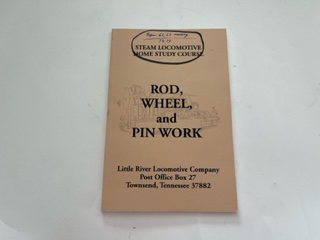 STEAM LOCOMOTIVE
HOME STUDY COURSE
ROD,
WHEEL,
and
PIN WORK
Little River Locomotive Company
Post Office Box 27
Townsend, Tennessee 37882